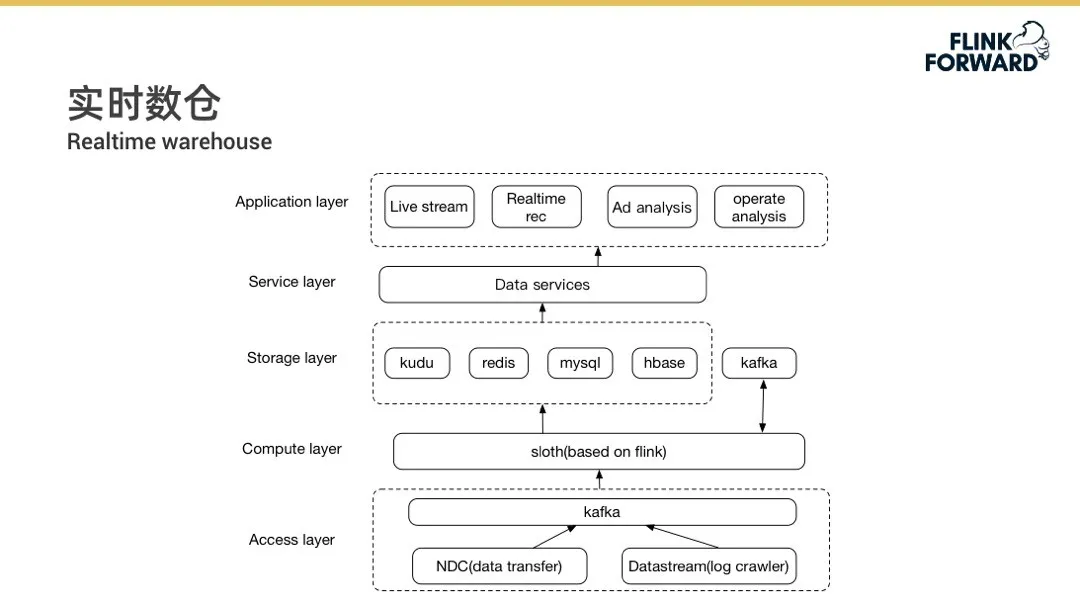 FLINK
FORWARD
实时数仓
Realtime warehouse
Application layer
Live stream
Realtime
rec
Ad analysis
operate
analysis
Service layer
Data services
Storage layer
kudu
redis
mysql
hbase
kafka
Compute layer
sloth(based on flink)
Access layer
kafka
NDC(data transfer)
Datastream(log crawler)